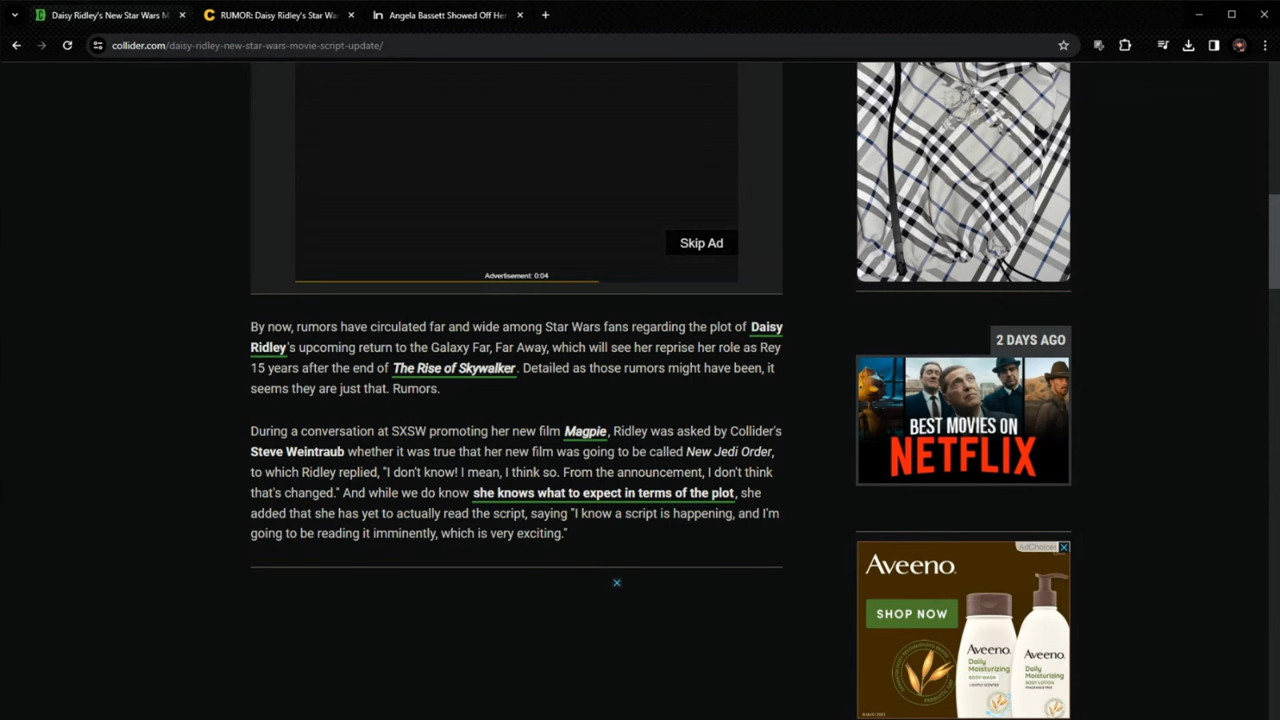 Daisy Ridley's New Star Wars M
RUMOR: Daisy Ridley's Star Wa
Angela Bassett Showed Off Her
collider.com/daisy-ridley-new-star-wars-movie-script-update/
Skip Ad
Advertisement: 0:04
By now, rumors have circulated far and wide among Star Wars fans regarding the plot of Daisy
Ridley's upcoming return to the Galaxy Far, Far Away, which will see her reprise her role as Rey
15 years after the end of The Rise of Skywalker. Detailed as those rumors might have been, it
seems they are just that. Rumors.
During a conversation at SXSW promoting her new film Magpie, Ridley was asked by Collider's
Steve Weintraub whether it was true that her new film was going to be called New Jedi Order,
to which Ridley replied, "I don't know! I mean, I think so. From the announcement, I don't think
that's changed." And while we do know she knows what to expect in terms of the plot, she
added that she has yet to actually read the script, saying "I know a script is happening, and I'm
going to be reading it imminently, which is very exciting."
2 DAYS AGO
BEST MOVIES ON
NETFLIX
AdChoices
Aveeno
SHOP NOW
Aveeno
Daily
Moisturizing
BODY WASH
Aveeno
Daily
Moisturizing
BODY LOTION